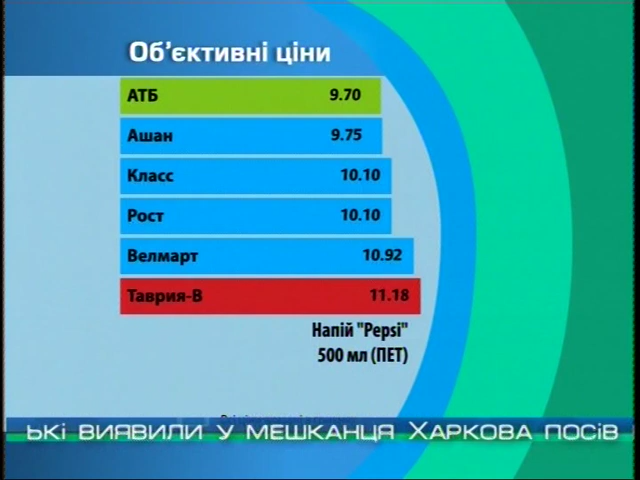 Об'єктивні ціни
АТБ 9.70
Ашан 9.75
Класс 10.10
Рост 10.10
Велмарт 10.92
Таврия-В 11.18
Напій "Pepsi"
500 мл (ПЕТ)
ькі виявили у мешканця Харкова посів